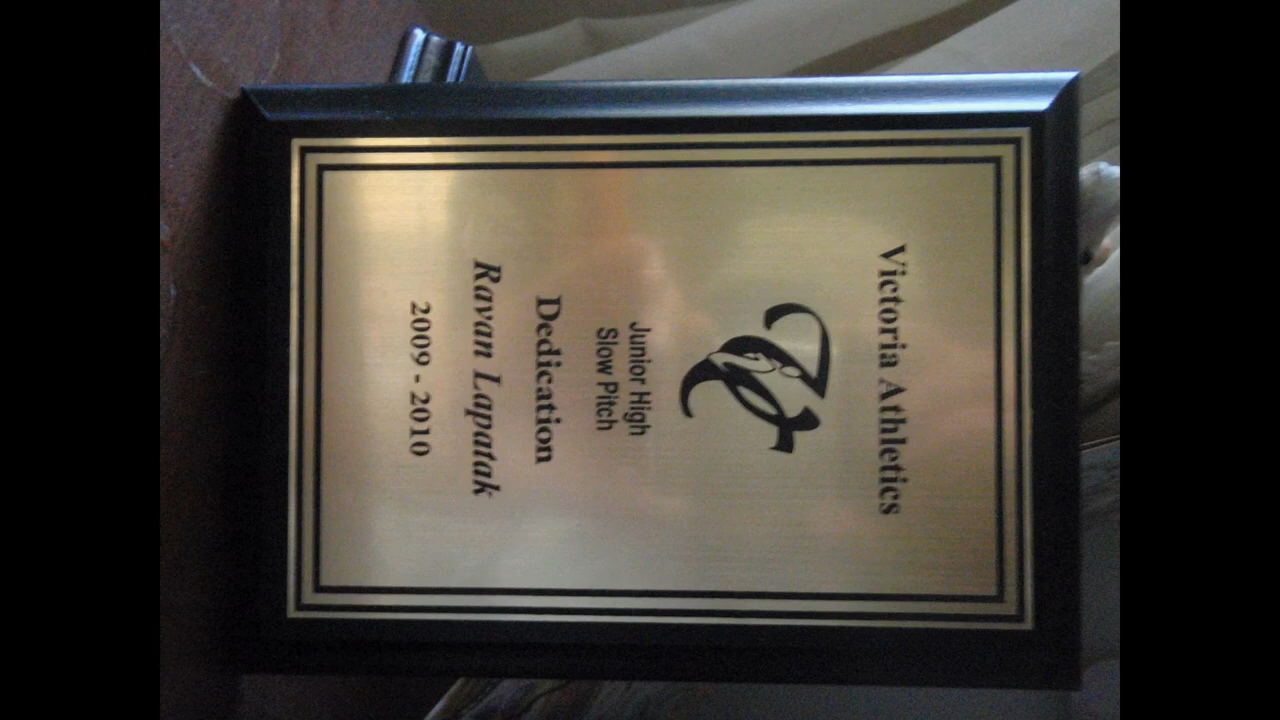 Victoria Athletics
Junior High
Slow Pitch
Dedication
Ravan Lapatak
2009 - 2010